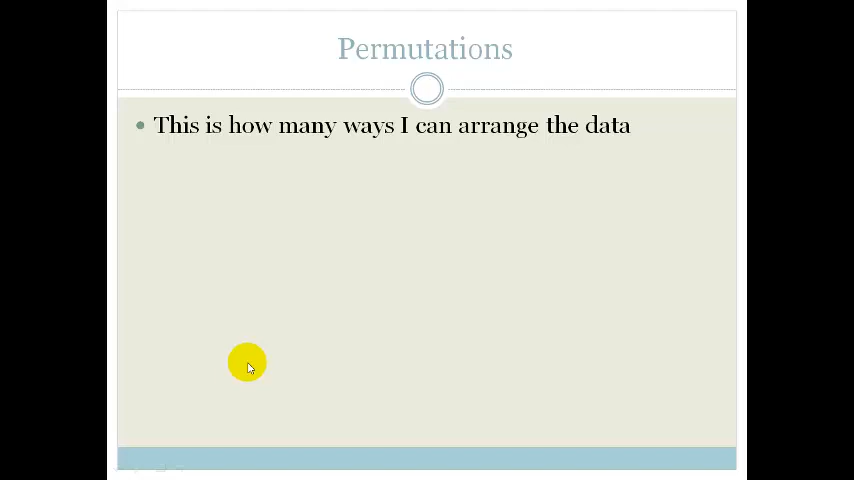 Permutations
This is how many ways I can arrange the data